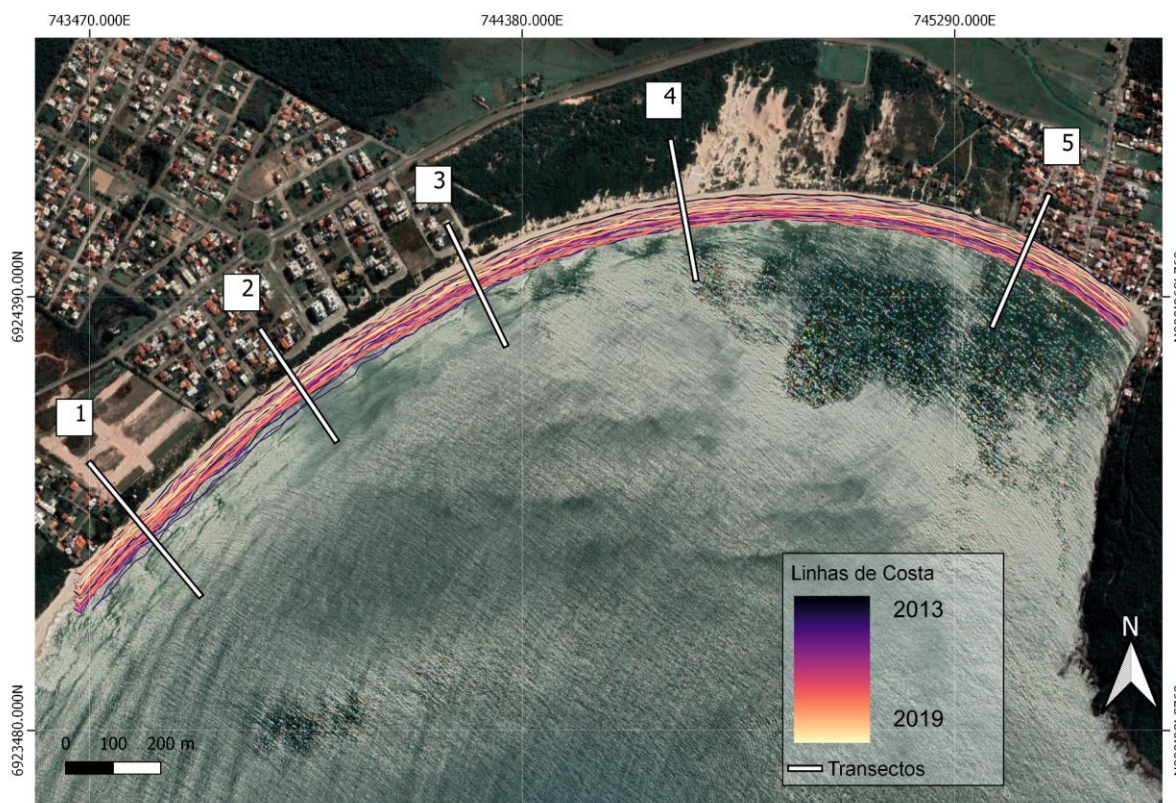 743470.000E
744380.000E
745290.000E
4
5
3
6924390.000N
2
1
Linhas de Costa
2013
2019
Transectos
N
6923480.000N
0 100 200 m